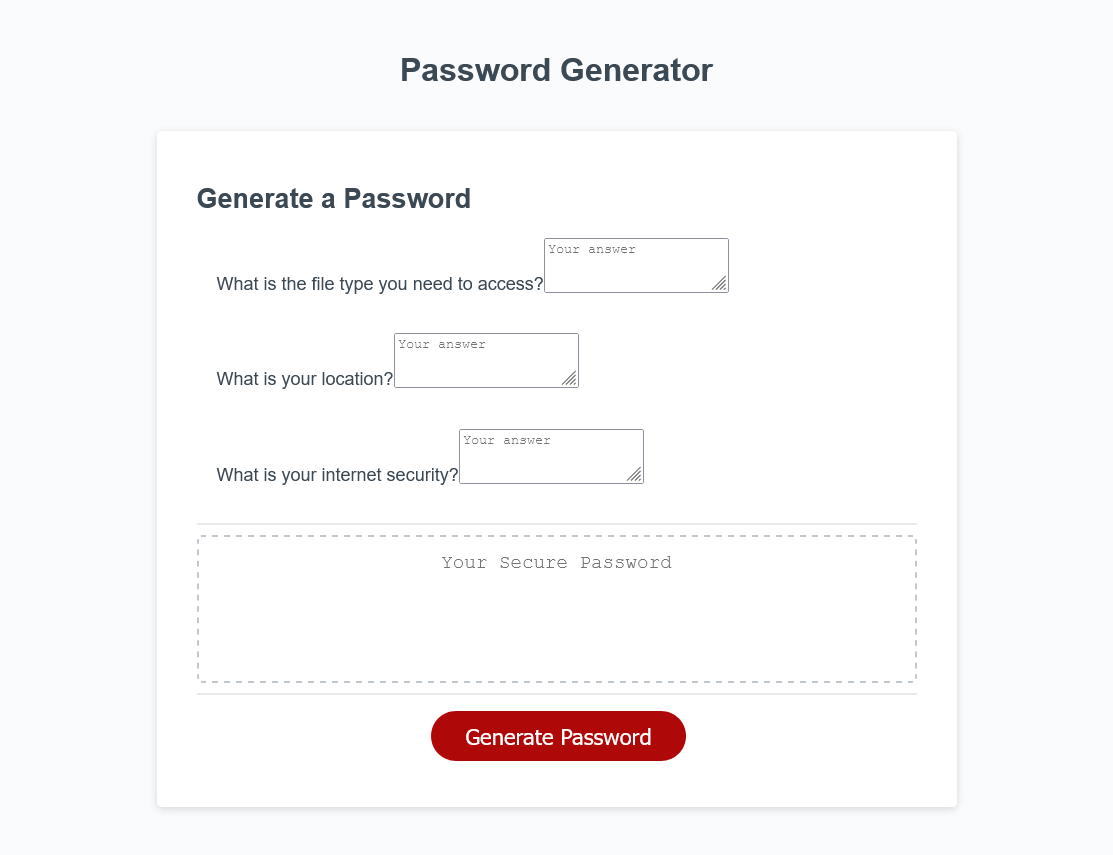 Password Generator
Generate a Password
Your answer
What is the file type you need to access?
Your answer
What is your location?
Your answer
What is your internet security?
Your Secure Password
Generate Password